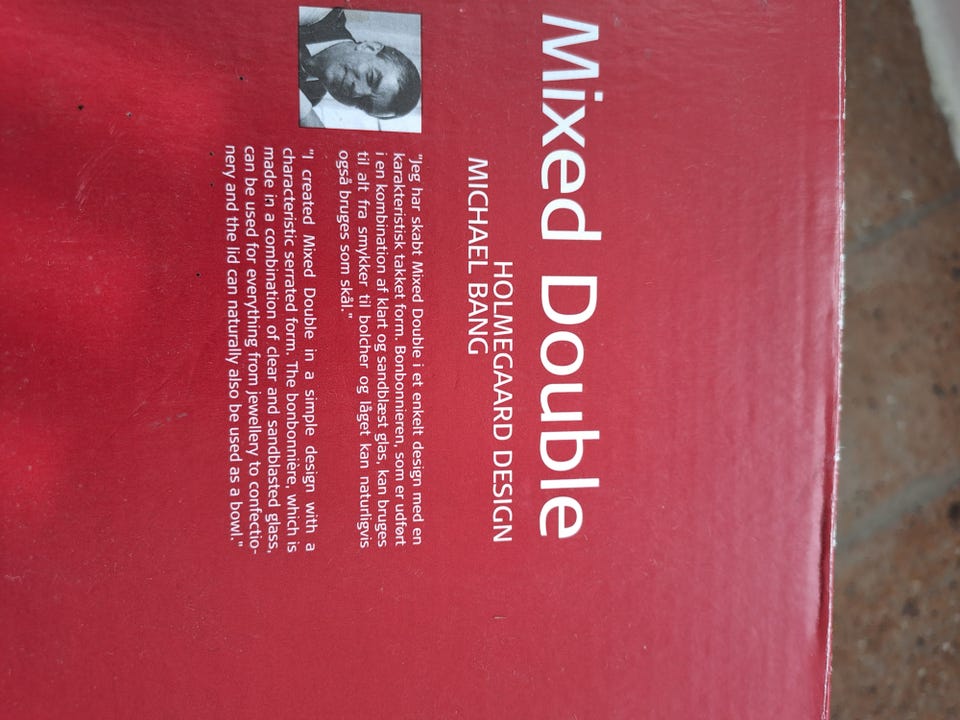 Mixed Double
HOLMEGAARD DESIGN
MICHAEL BANG
"Jeg har skabt Mixed Double i et enkelt design med en
karakteristisk takket form. Bonbonnieren, som er udført
i en kombination af klart og sandblæst glas, kan bruges
til alt fra smykker til bolcher og låget kan naturligvis
også bruges som skål."
"I created Mixed Double in a simple design with a
characteristic serrated form. The bonbonnière, which is
made in a combination of clear and sandblasted glass,
can be used for everything from jewellery to confectio-
nery and the lid can naturally also be used as a bowl."